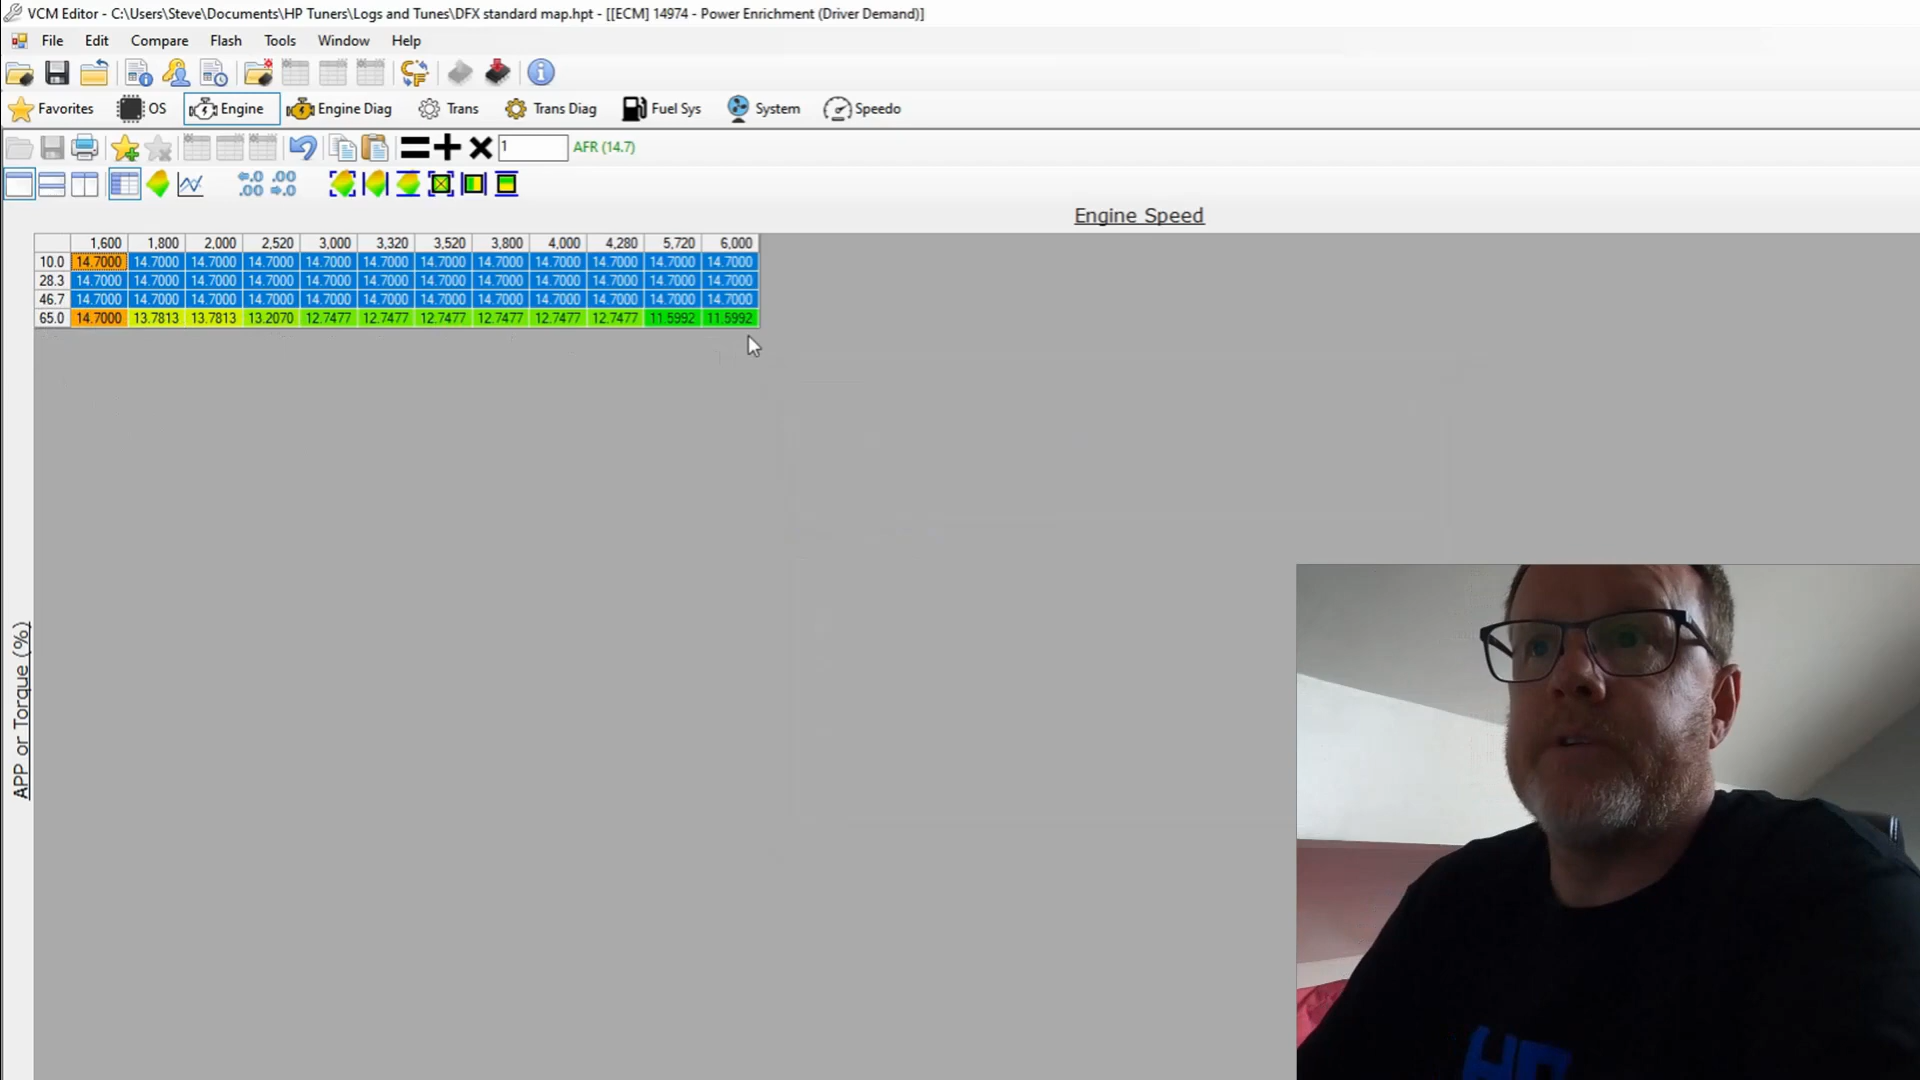 VCM Editor - C:\Users\Steve\Documents\HP Tuners\Logs and Tunes\DFX standard map.hpt - [[ECM] 14974 - Power Enrichment (Driver Demand)]
File Edit Compare Flash Tools Window Help
Favorites OS Engine Engine Diag Trans Trans Diag Fuel Sys System Speedo
1 AFR (14.7)
←.0 .00
.00 →.0
Engine Speed
1,600 1,800 2,000 2,520 3,000 3,320 3,520 3,800 4,000 4,280 5,720 6,000
10.0 14.7000 14.7000 14.7000 14.7000 14.7000 14.7000 14.7000 14.7000 14.7000 14.7000 14.7000 14.7000
28.3 14.7000 14.7000 14.7000 14.7000 14.7000 14.7000 14.7000 14.7000 14.7000 14.7000 14.7000 14.7000
46.7 14.7000 14.7000 14.7000 14.7000 14.7000 14.7000 14.7000 14.7000 14.7000 14.7000 14.7000 14.7000
65.0 14.7000 13.7813 13.7813 13.2070 12.7477 12.7477 12.7477 12.7477 12.7477 12.7477 11.5992 11.5992
APP or Torque (%)
HP